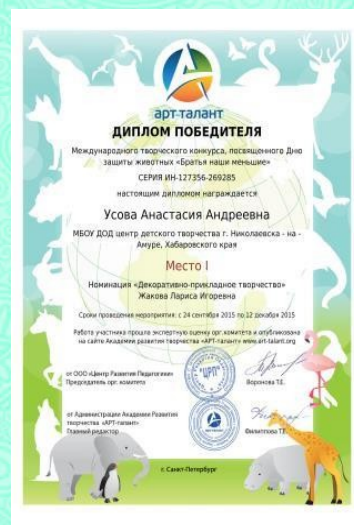 арт-талант
ДИПЛОМ ПОБЕДИТЕЛЯ
Международного творческого конкурса, посвященного Дню
защиты животных «Братья наши меньшие»
СЕРИЯ ИН-127356-269285
настоящим дипломом награждается
Усова Анастасия Андреевна
МБОУ ДОД центр детского творчества г. Николаевска - на -
Амуре, Хабаровского края
Место I
Номинация «Декоративно-прикладное творчество»
Жакова Лариса Игоревна
Сроки проведения мероприятия: с 24 сентября 2015 по 12 декабря 2015
Работа участника прошла экспертную оценку орг.комитета и опубликована
на сайте Академии развития творчества «АРТ-талант» www.art-talant.org
от ООО «Центр Развития Педагогики»
Председатель орг. комитета
"ЦРП"
Воронова Т.Е.
от Администрации Академии Развития
творчества «АРТ-талант»
Главный редактор
Филиппова Т.Г.
г. Санкт-Петербург